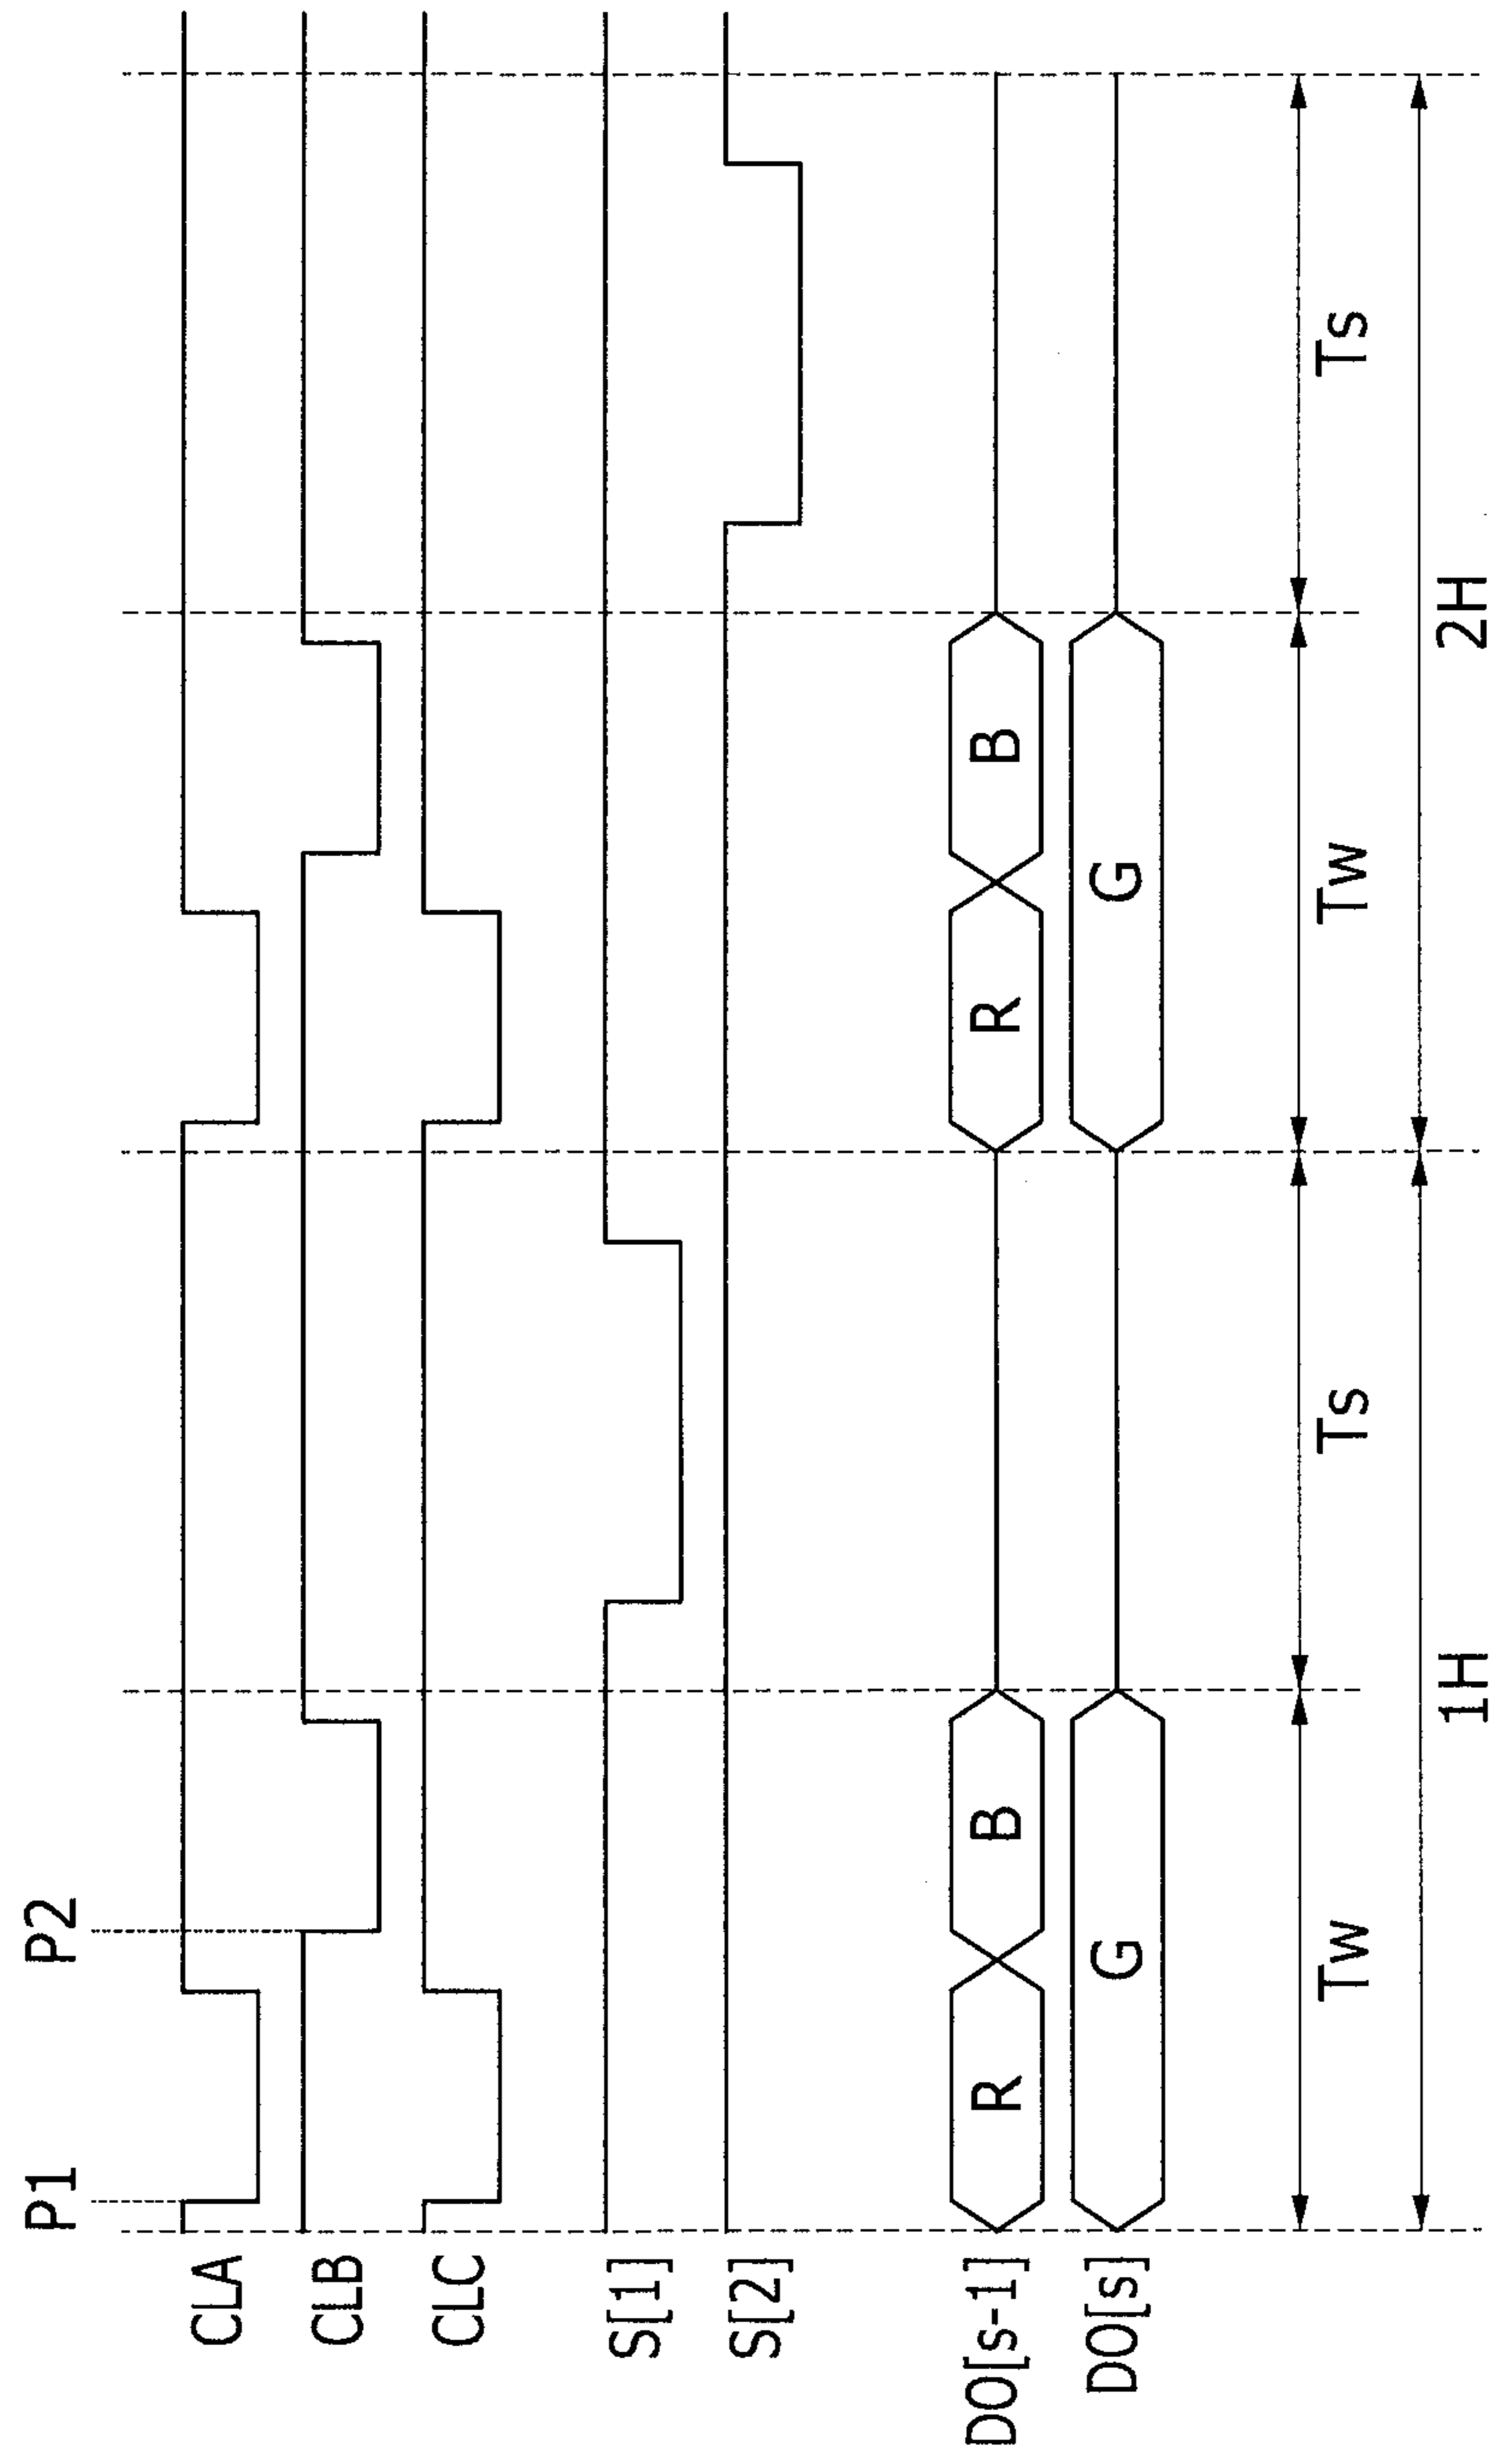 P1 P2
CLA
CLB
CLC
S[1]
S[2]
DO[s-1] R B R B
DO[s] G G
Tw Ts Tw Ts
1H 2H